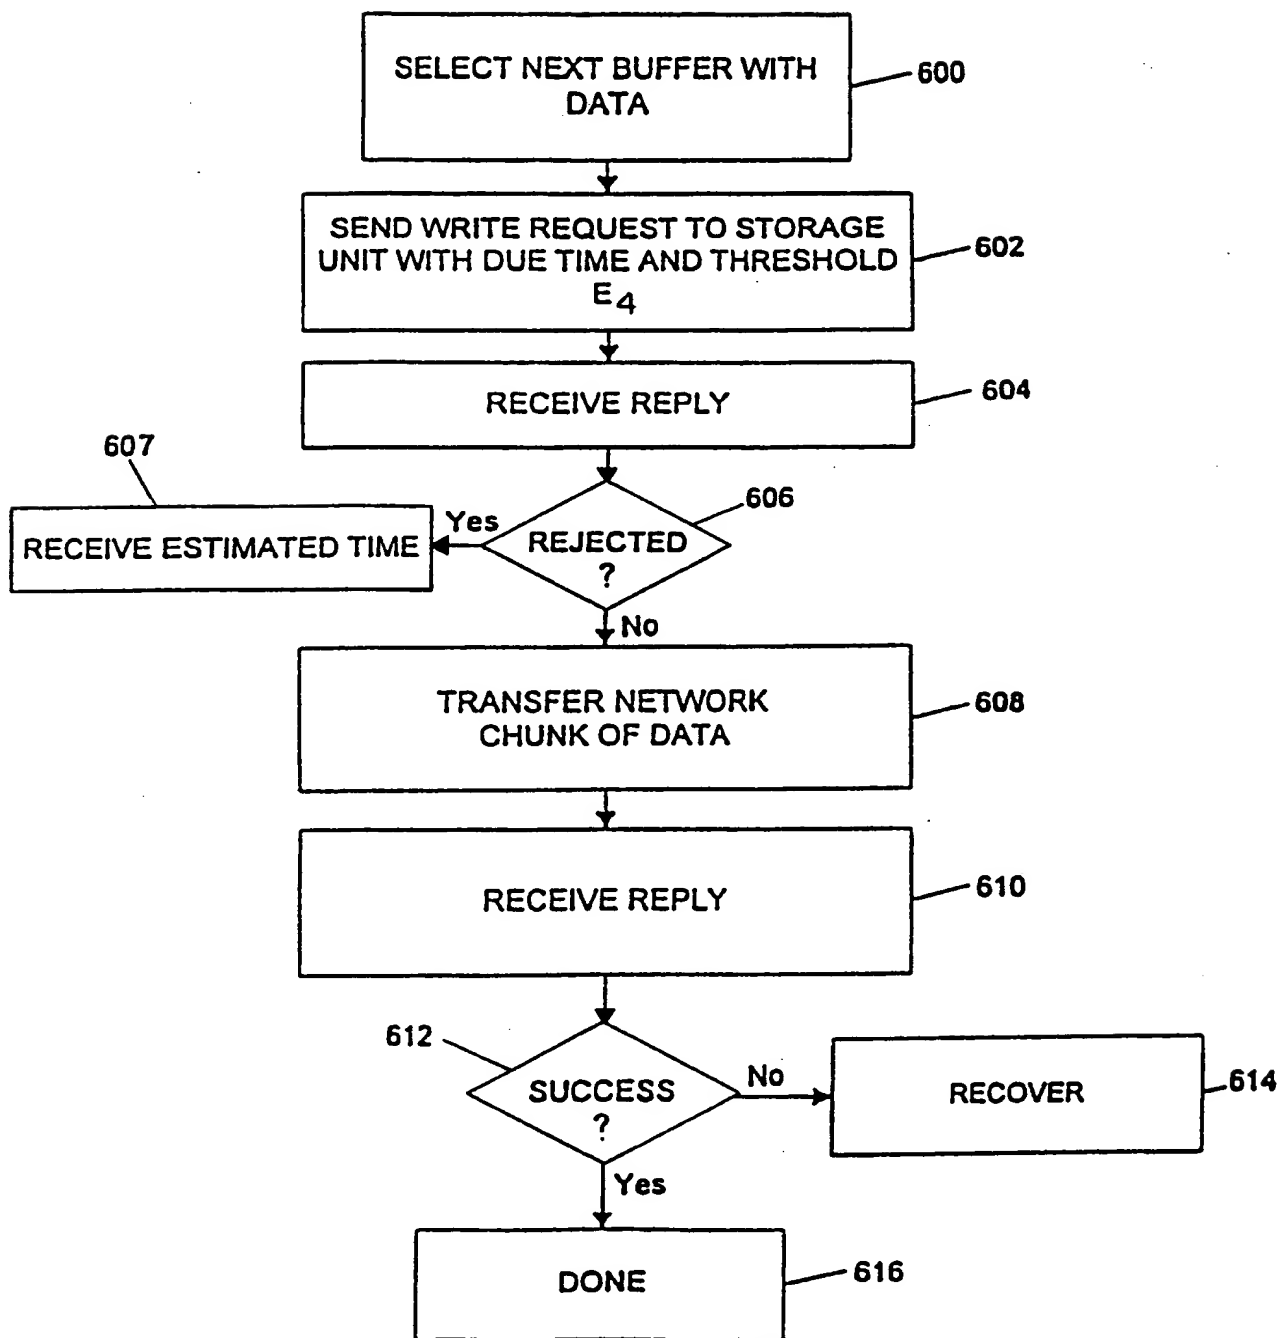 SELECT NEXT BUFFER WITH
DATA
600
SEND WRITE REQUEST TO STORAGE
UNIT WITH DUE TIME AND THRESHOLD
E4
602
RECEIVE REPLY
604
607
606
RECEIVE ESTIMATED TIME
Yes
REJECTED
?
No
TRANSFER NETWORK
CHUNK OF DATA
608
RECEIVE REPLY
610
612
SUCCESS
?
No
RECOVER
614
Yes
DONE
616